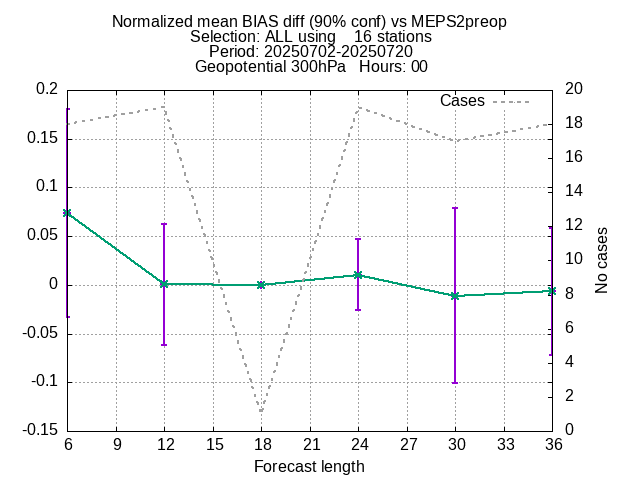 Normalized mean BIAS diff (90% conf) vs MEPS2preop
Selection: ALL using    16 stations
Period: 20250702-20250720
Geopotential 300hPa   Hours: 00
Cases
0.2
0.15
0.1
0.05
0
-0.05
-0.1
-0.15
20
18
16
14
12
10
8
6
4
2
0
No cases
6 9 12 15 18 21 24 27 30 33 36
Forecast length